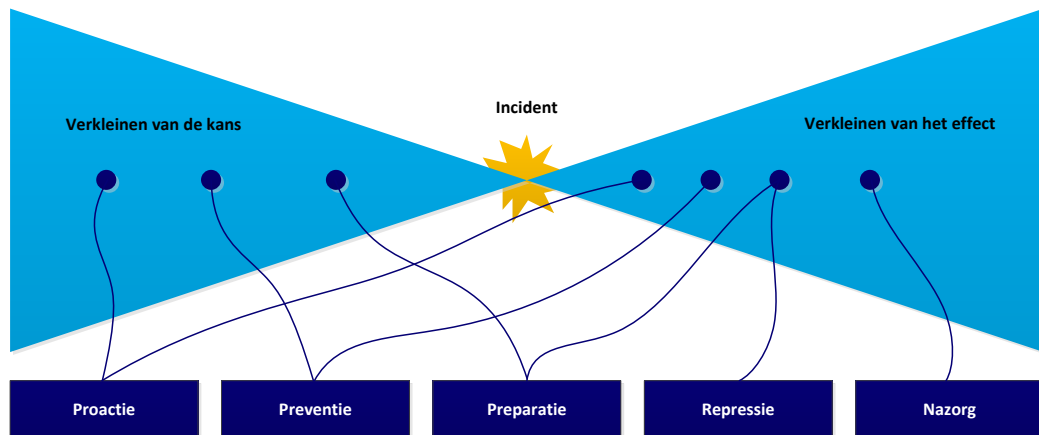 Incident
Verkleinen van de kans
Verkleinen van het effect
Proactie
Preventie
Preparatie
Repressie
Nazorg